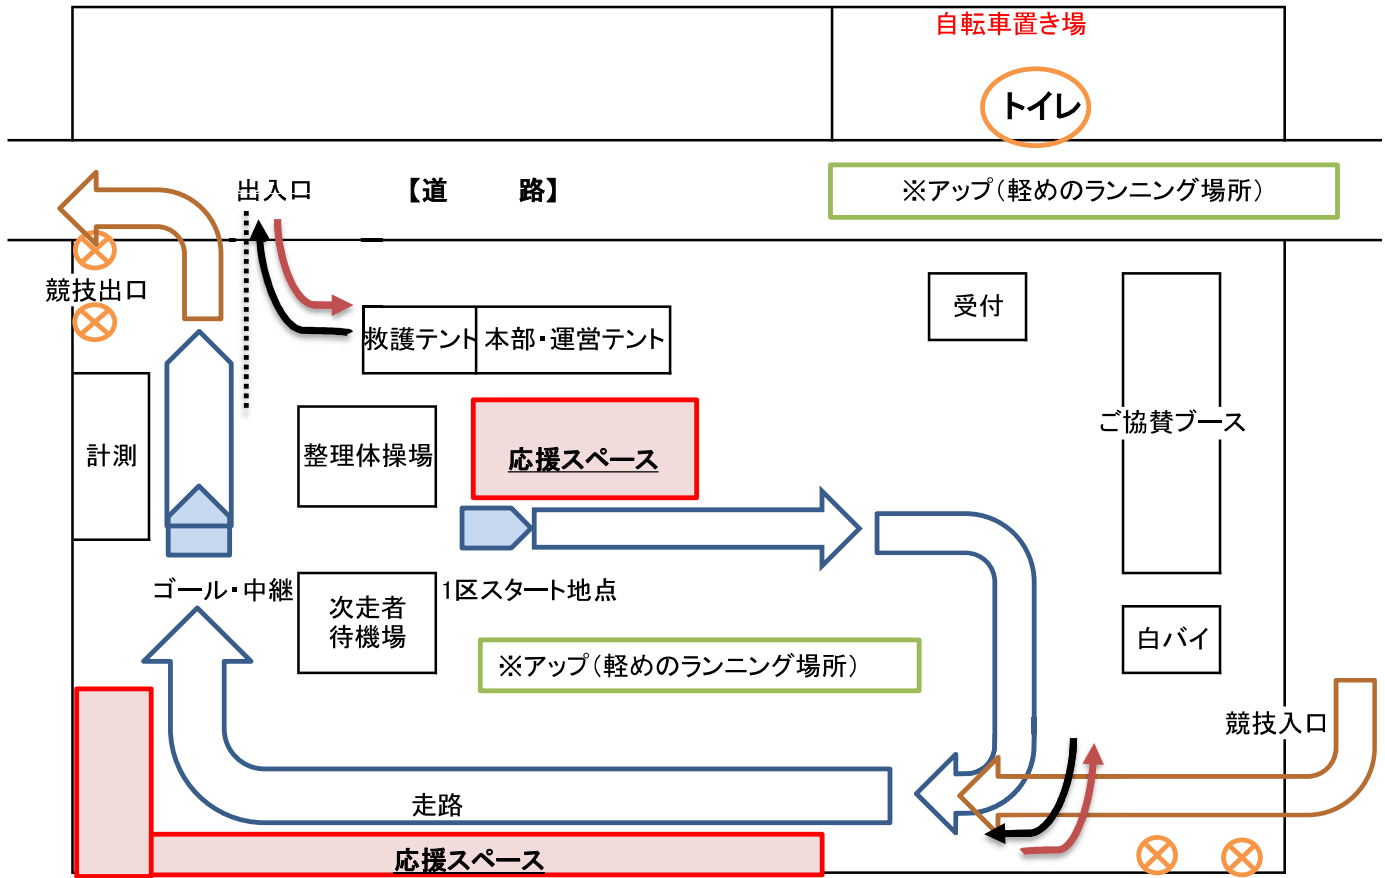 自転車置き場
トイレ
出入口
【道　　路】
※アップ（軽めのランニング場所）
競技出口
救護テント
本部・運営テント
受付
計測
整理体操場
応援スペース
ご協賛ブース
ゴール・中継
次走者
待機場
1区スタート地点
※アップ（軽めのランニング場所）
白バイ
競技入口
走路
応援スペース